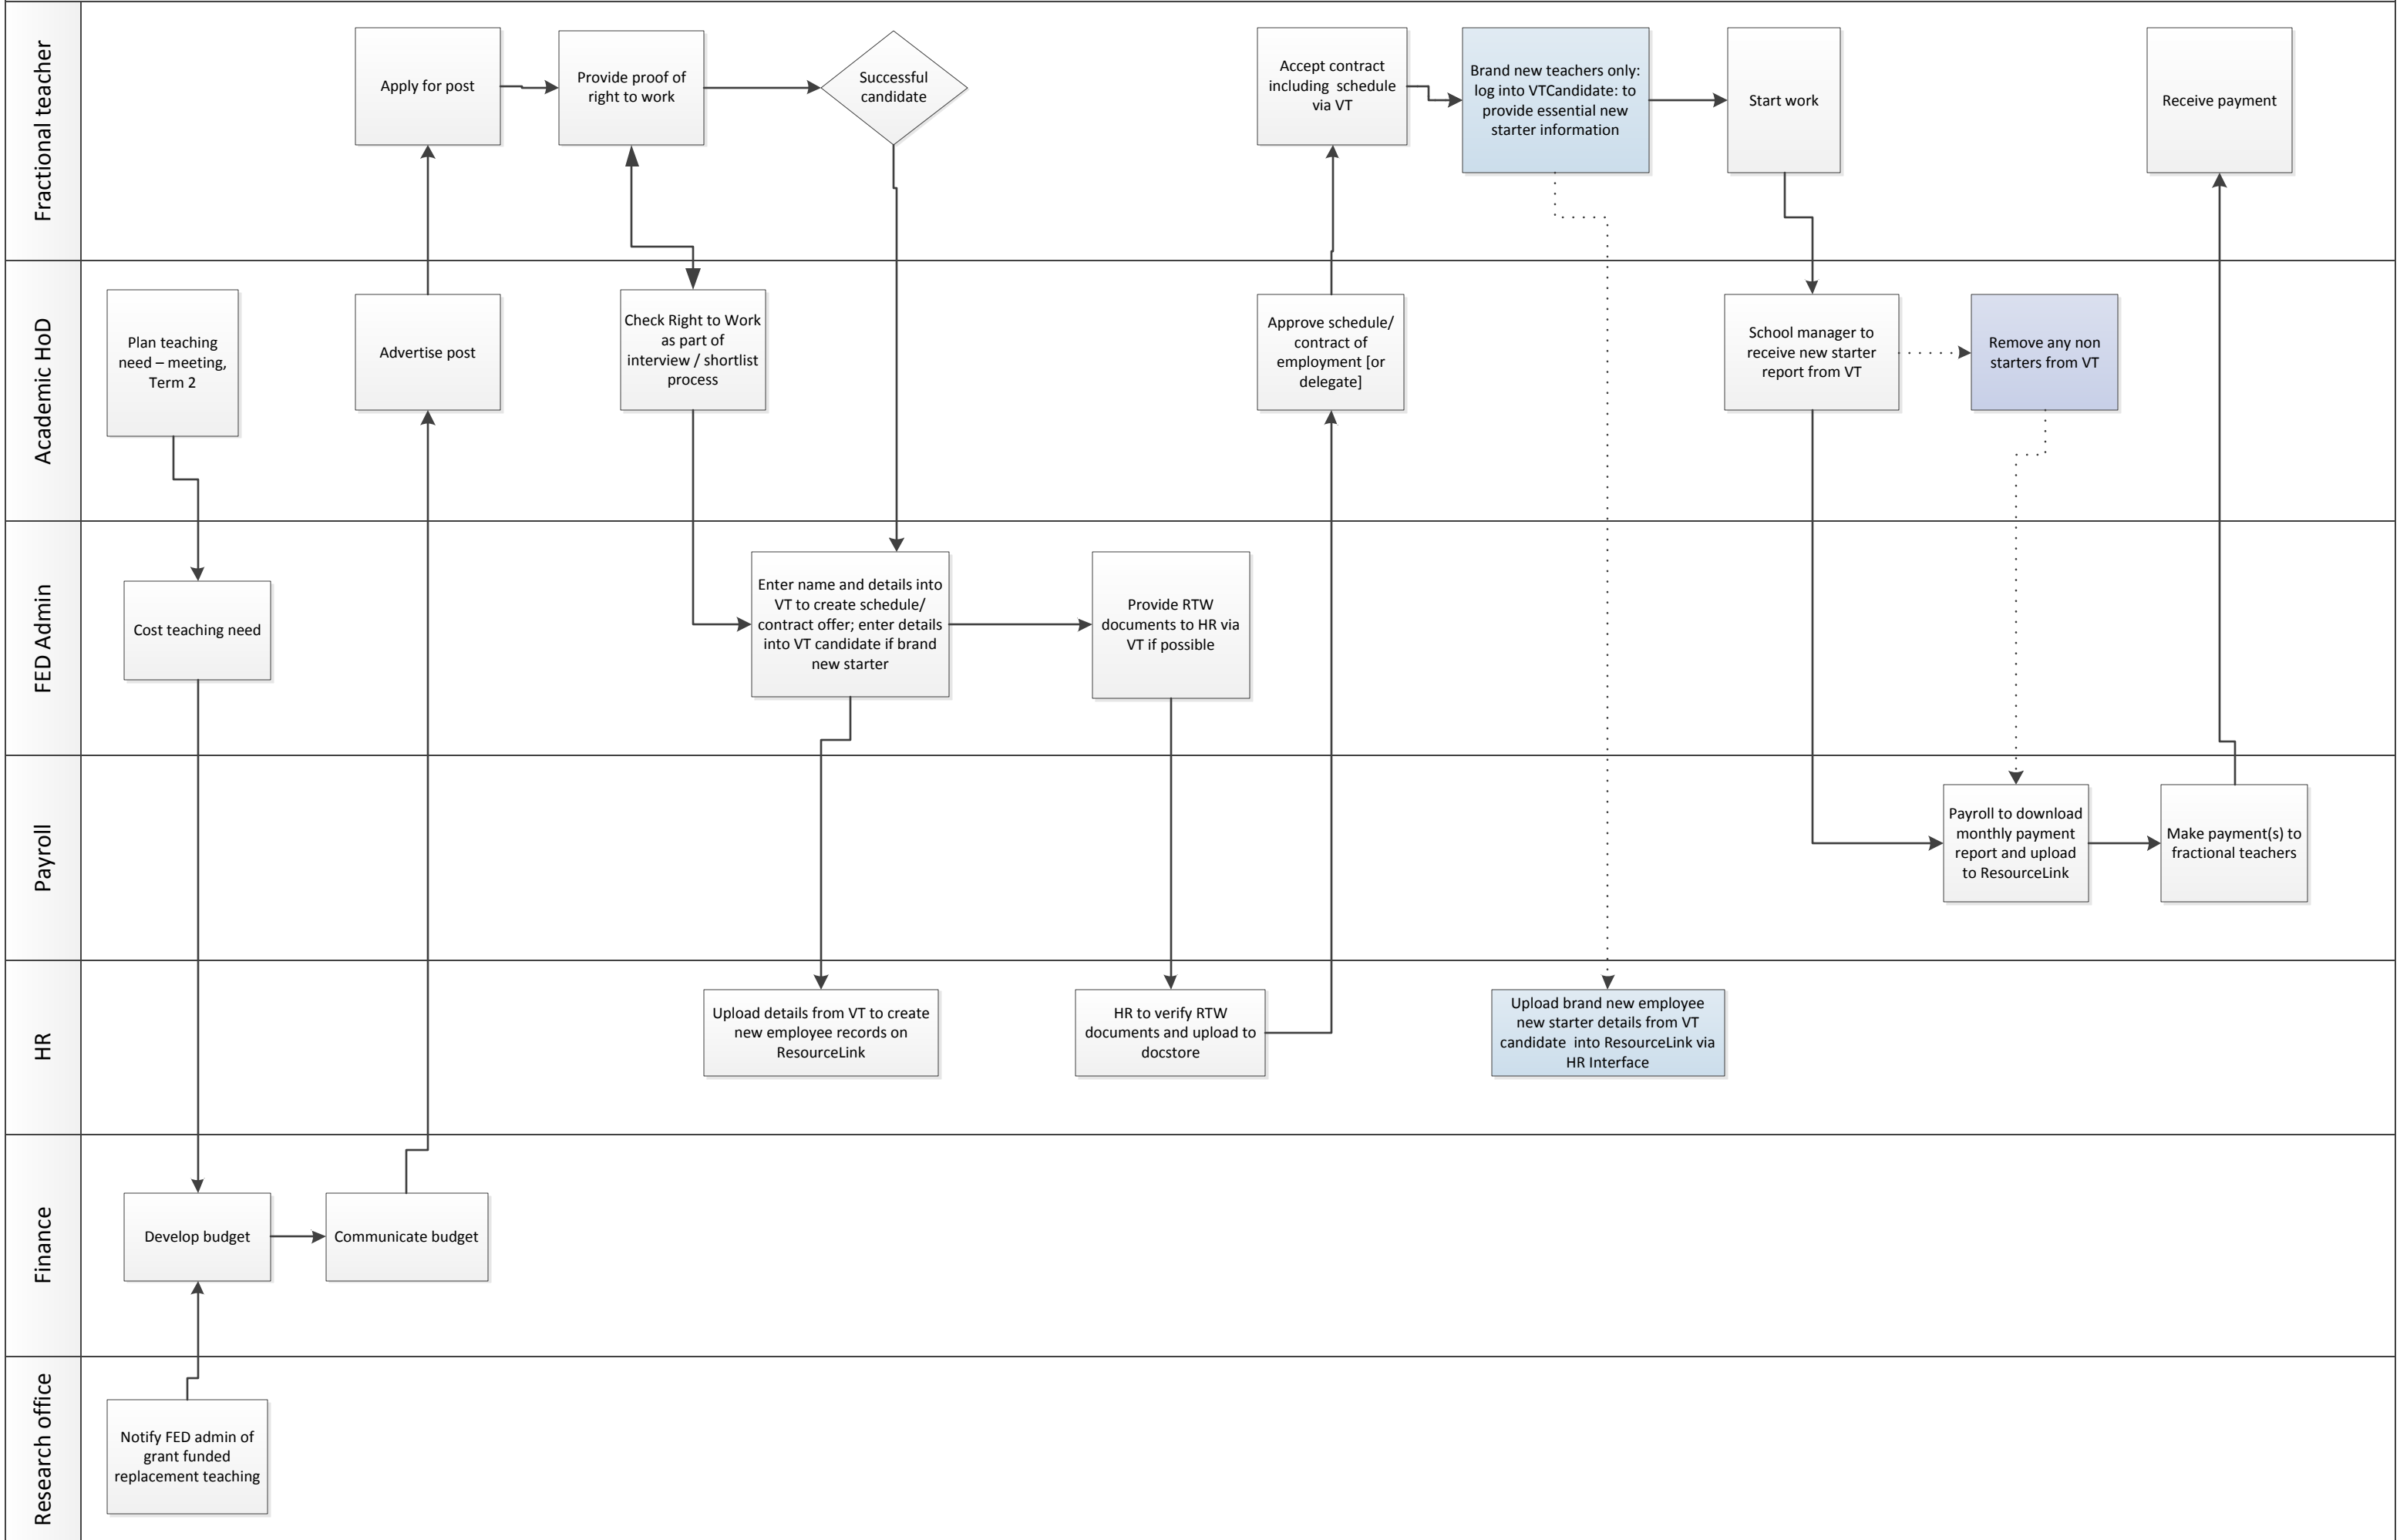 Fractional teacher
Apply for post
Provide proof of
right to work
Successful
candidate
Accept contract
including  schedule
via VT
Brand new teachers only:
log into VTCandidate: to
provide essential new
starter information
Start work
Receive payment
Academic HoD
Plan teaching
need – meeting,
Term 2
Advertise post
Check Right to Work
as part of
interview / shortlist
process
Approve schedule/
contract of
employment [or
delegate]
School manager to
receive new starter
report from VT
Remove any non
starters from VT
FED Admin
Cost teaching need
Enter name and details into
VT to create schedule/
contract offer; enter details
into VT candidate if brand
new starter
Provide RTW
documents to HR via
VT if possible
Payroll
Payroll to download
monthly payment
report and upload
to ResourceLink
Make payment(s) to
fractional teachers
HR
Upload details from VT to create
new employee records on
ResourceLink
HR to verify RTW
documents and upload to
docstore
Upload brand new employee
new starter details from VT
candidate  into ResourceLink via
HR Interface
Finance
Develop budget
Communicate budget
Research office
Notify FED admin of
grant funded
replacement teaching